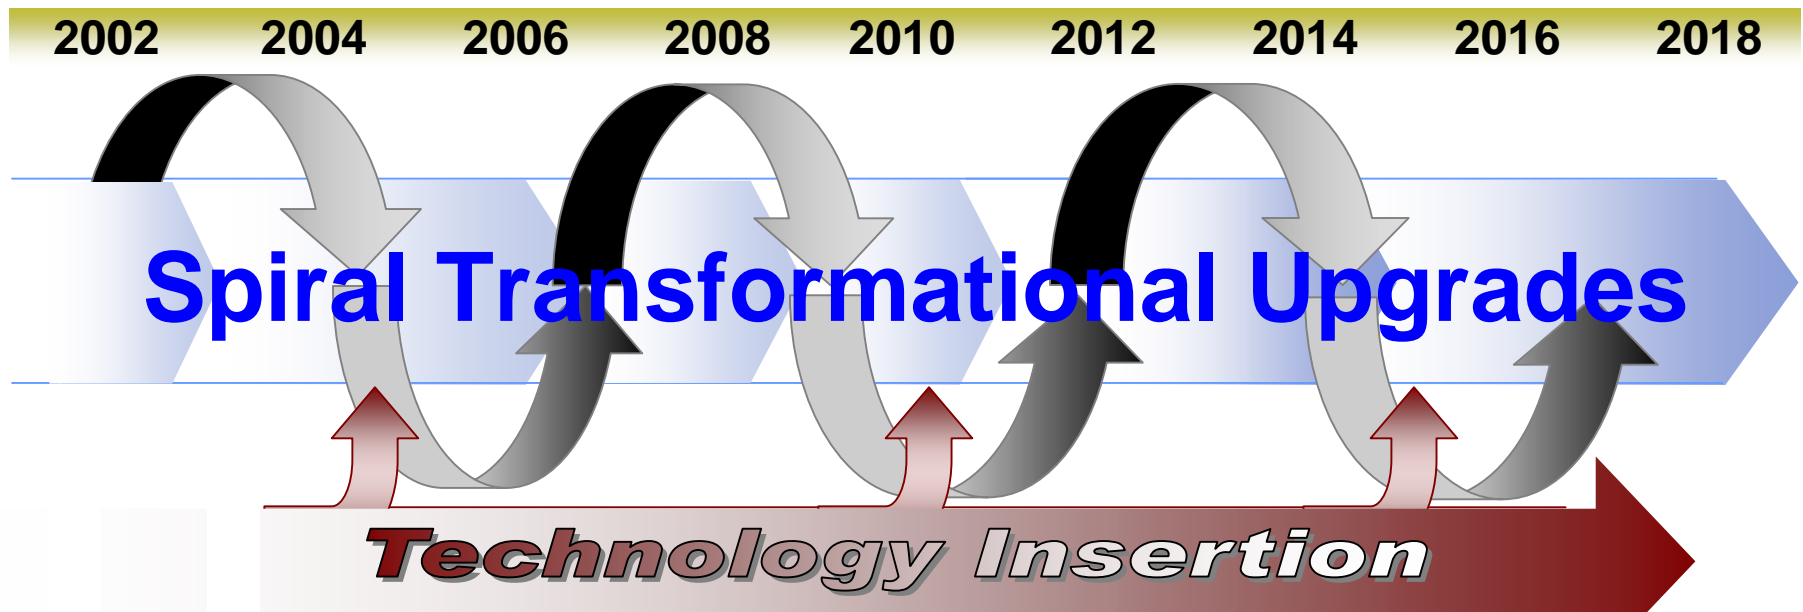 2002 2004 2006 2008 2010 2012 2014 2016 2018
Spiral Transformational Upgrades
Technology Insertion